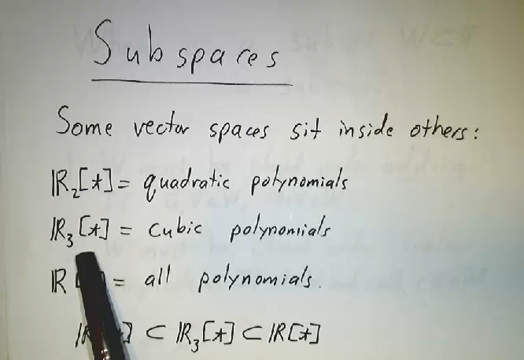 Subspaces
Some vector spaces sit inside others:
ℝ₂[t] = quadratic polynomials
ℝ₃[t] = cubic polynomials
ℝ = all polynomials.
] ⊂ ℝ₃[t] ⊂ ℝ[t]